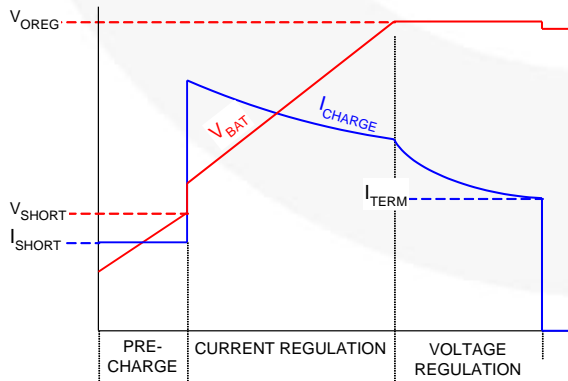 VOREG
ICHARGE
VBAT
ITERM
VSHORT
ISHORT
PRE-
CHARGE
CURRENT REGULATION
VOLTAGE
REGULATION